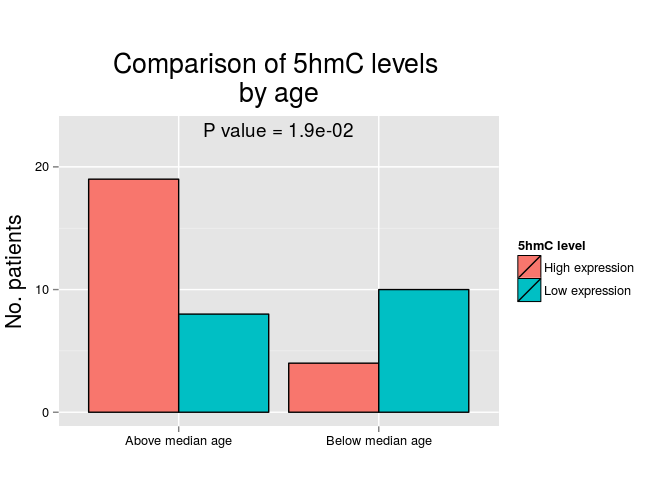 Comparison of 5hmC levels
by age
P value = 1.9e-02
No. patients
20
10
0
Above median age
Below median age
5hmC level
High expression
Low expression